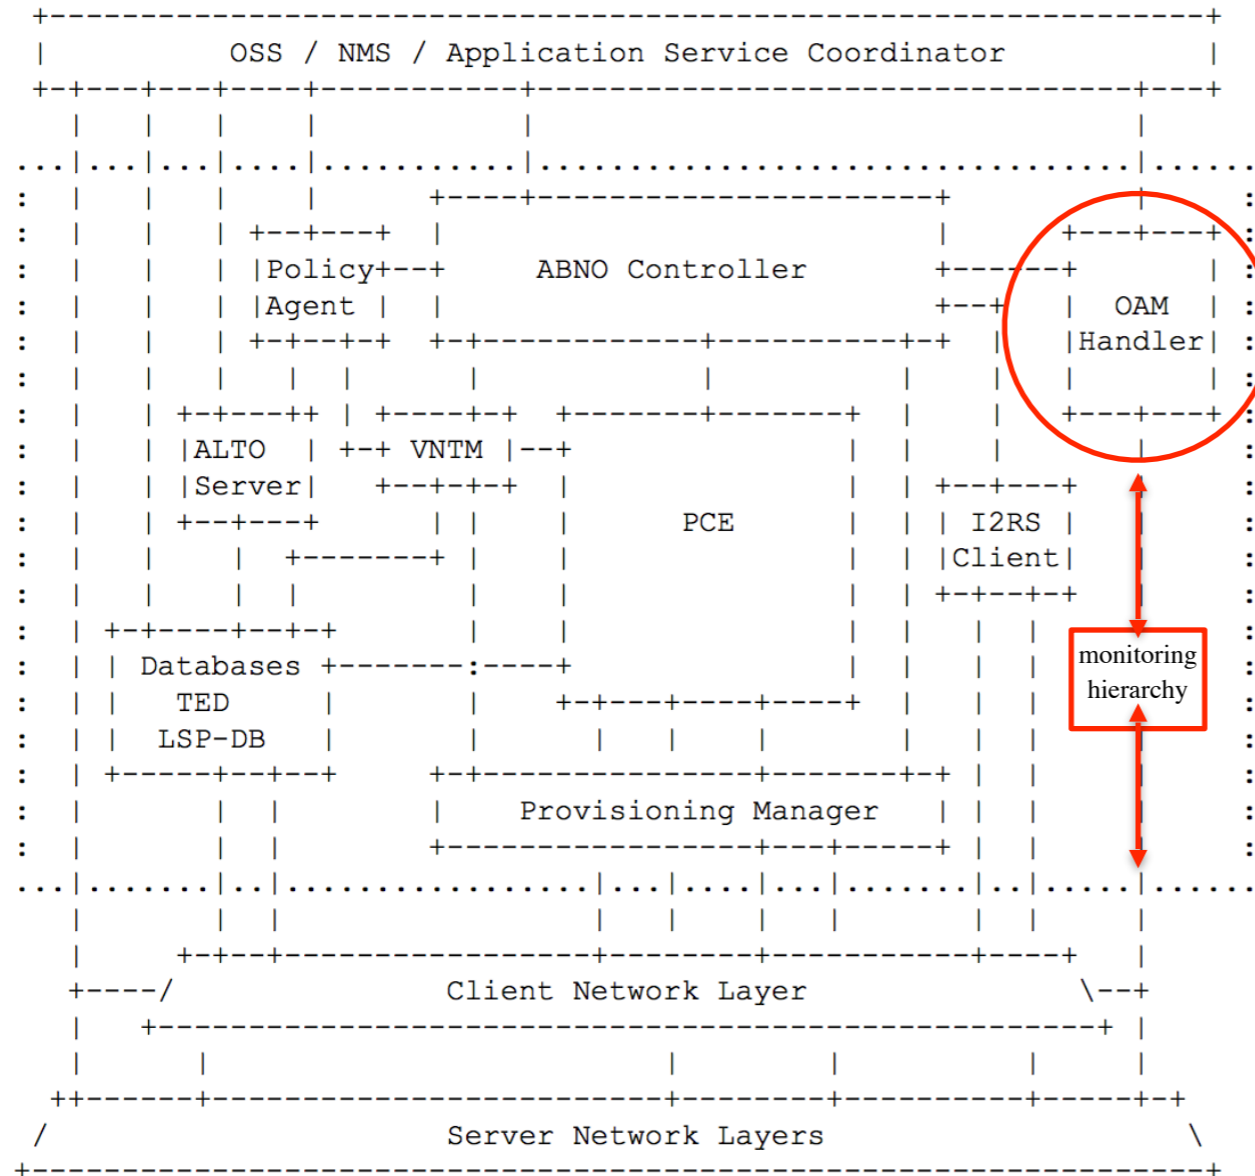 OSS / NMS / Application Service Coordinator
Policy
Agent
ABNO Controller
OAM
Handler
ALTO
Server
VNTM
PCE
I2RS
Client
monitoring
hierarchy
Databases
TED
LSP-DB
Provisioning Manager
Client Network Layer
Server Network Layers